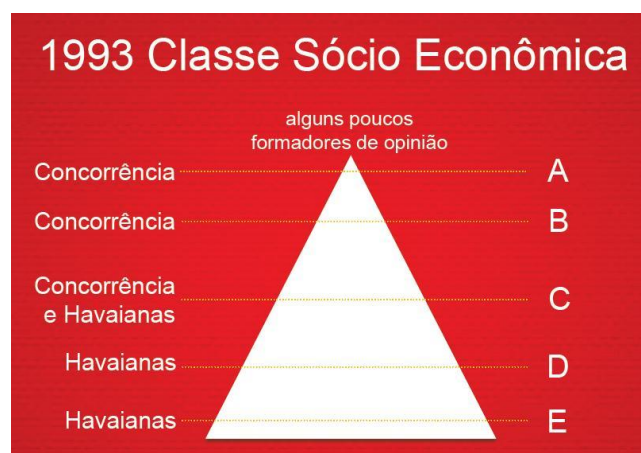 1993 Classe Sócio Econômica
alguns poucos
formadores de opinião
Concorrência
A
Concorrência
B
Concorrência
e Havaianas
C
Havaianas
D
Havaianas
E